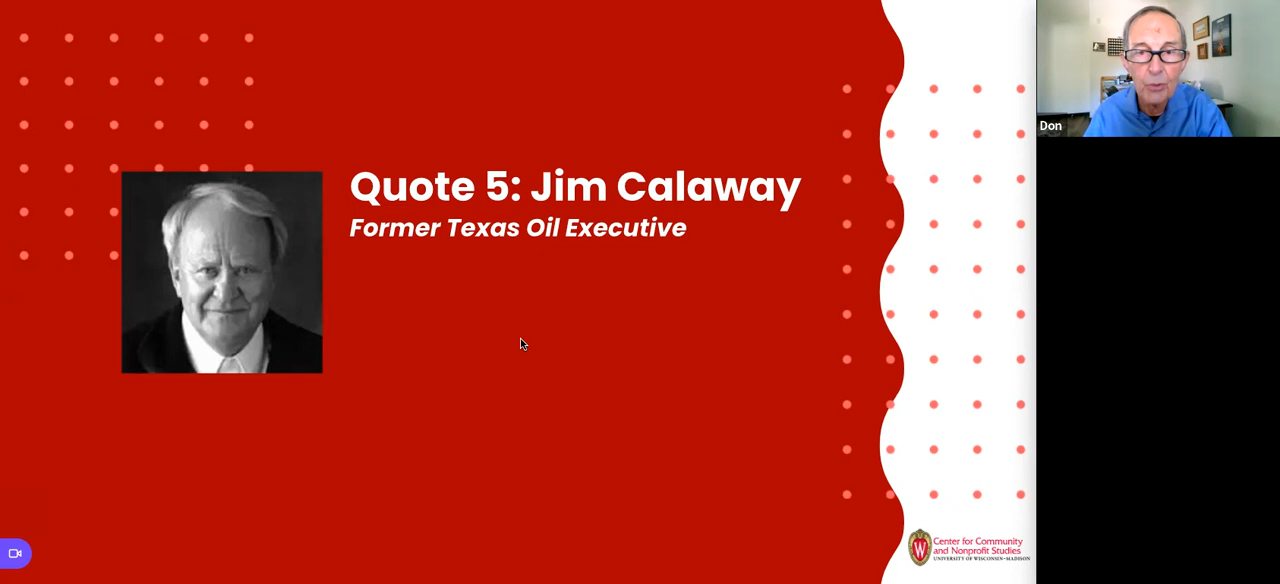 Quote 5: Jim Calaway
Former Texas Oil Executive
Don
W
Center for Community
and Nonprofit Studies
UNIVERSITY OF WISCONSIN–MADISON